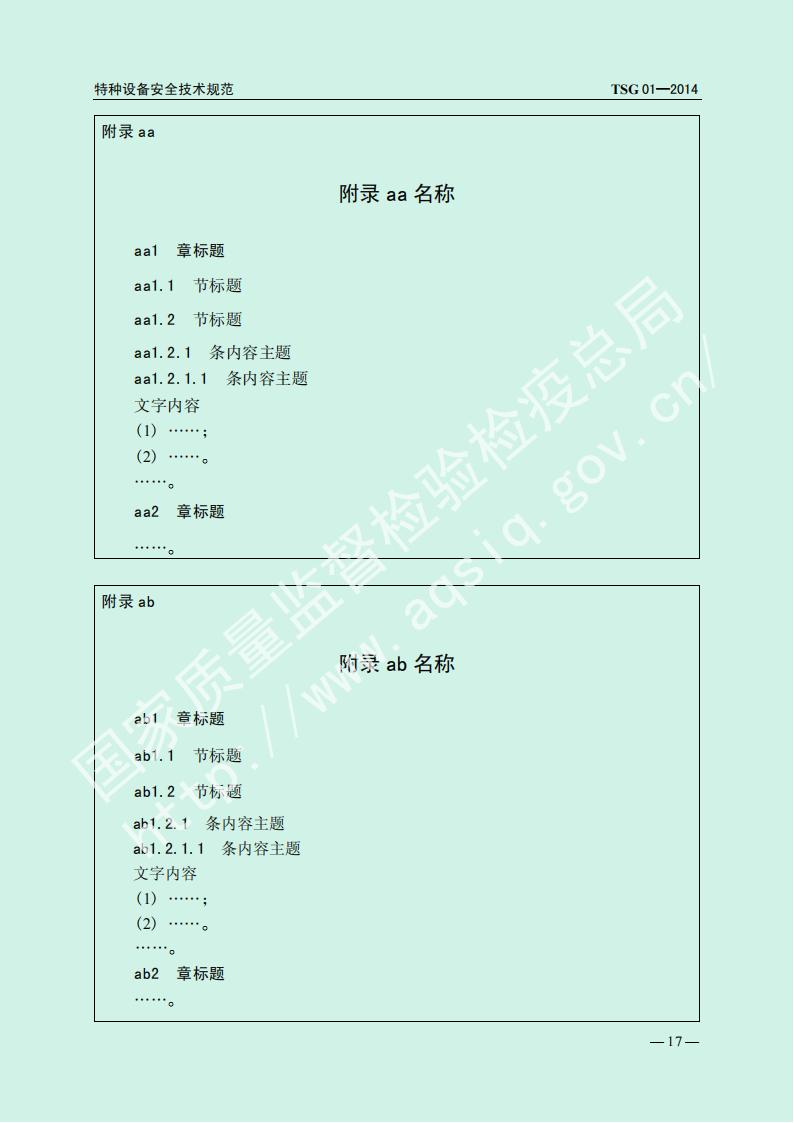 特种设备安全技术规范 TSG 01—2014
附录 aa
附录 aa 名称
aa1 章标题
aa1.1 节标题
aa1.2 节标题
aa1.2.1 条内容主题
aa1.2.1.1 条内容主题
文字内容
(1) ……；
(2) ……。
……。
aa2 章标题
……。
附录 ab
附录 ab 名称
ab1 章标题
ab1.1 节标题
ab1.2 节标题
ab1.2.1 条内容主题
ab1.2.1.1 条内容主题
文字内容
(1) ……；
(2) ……。
……。
ab2 章标题
……。
— 17 —
国家质量监督检验检疫总局
http://www.aqsiq.gov.cn/